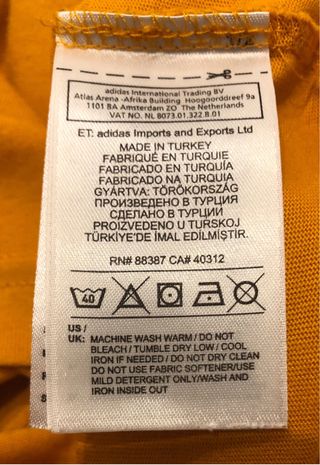 adidas International Trading BV
Atlas Arena -Afrika Building Hoogoorddreef 9a
1101 BA Amsterdam ZO The Netherlands
VAT NO. NL 8073.01.322.B.01
ET: adidas Imports and Exports Ltd
MADE IN TURKEY
FABRIQUÉ EN TURQUIE
FABRICADO EN TURQUÍA
FABRICADO NA TURQUIA
GYÁRTVA: TÖRÖKORSZÁG
ПРОИЗВЕДЕНО В ТУРЦИЯ
СДЕЛАНО В ТУРЦИИ
PROIZVEDENO U TURSKOJ
TÜRKİYE'DE İMAL EDİLMİŞTİR.
RN# 88387 CA# 40312
40
US /
UK: MACHINE WASH WARM / DO NOT
BLEACH / TUMBLE DRY LOW / COOL
IRON IF NEEDED / DO NOT DRY CLEAN
DO NOT USE FABRIC SOFTENER/USE
MILD DETERGENT ONLY/WASH AND
IRON INSIDE OUT